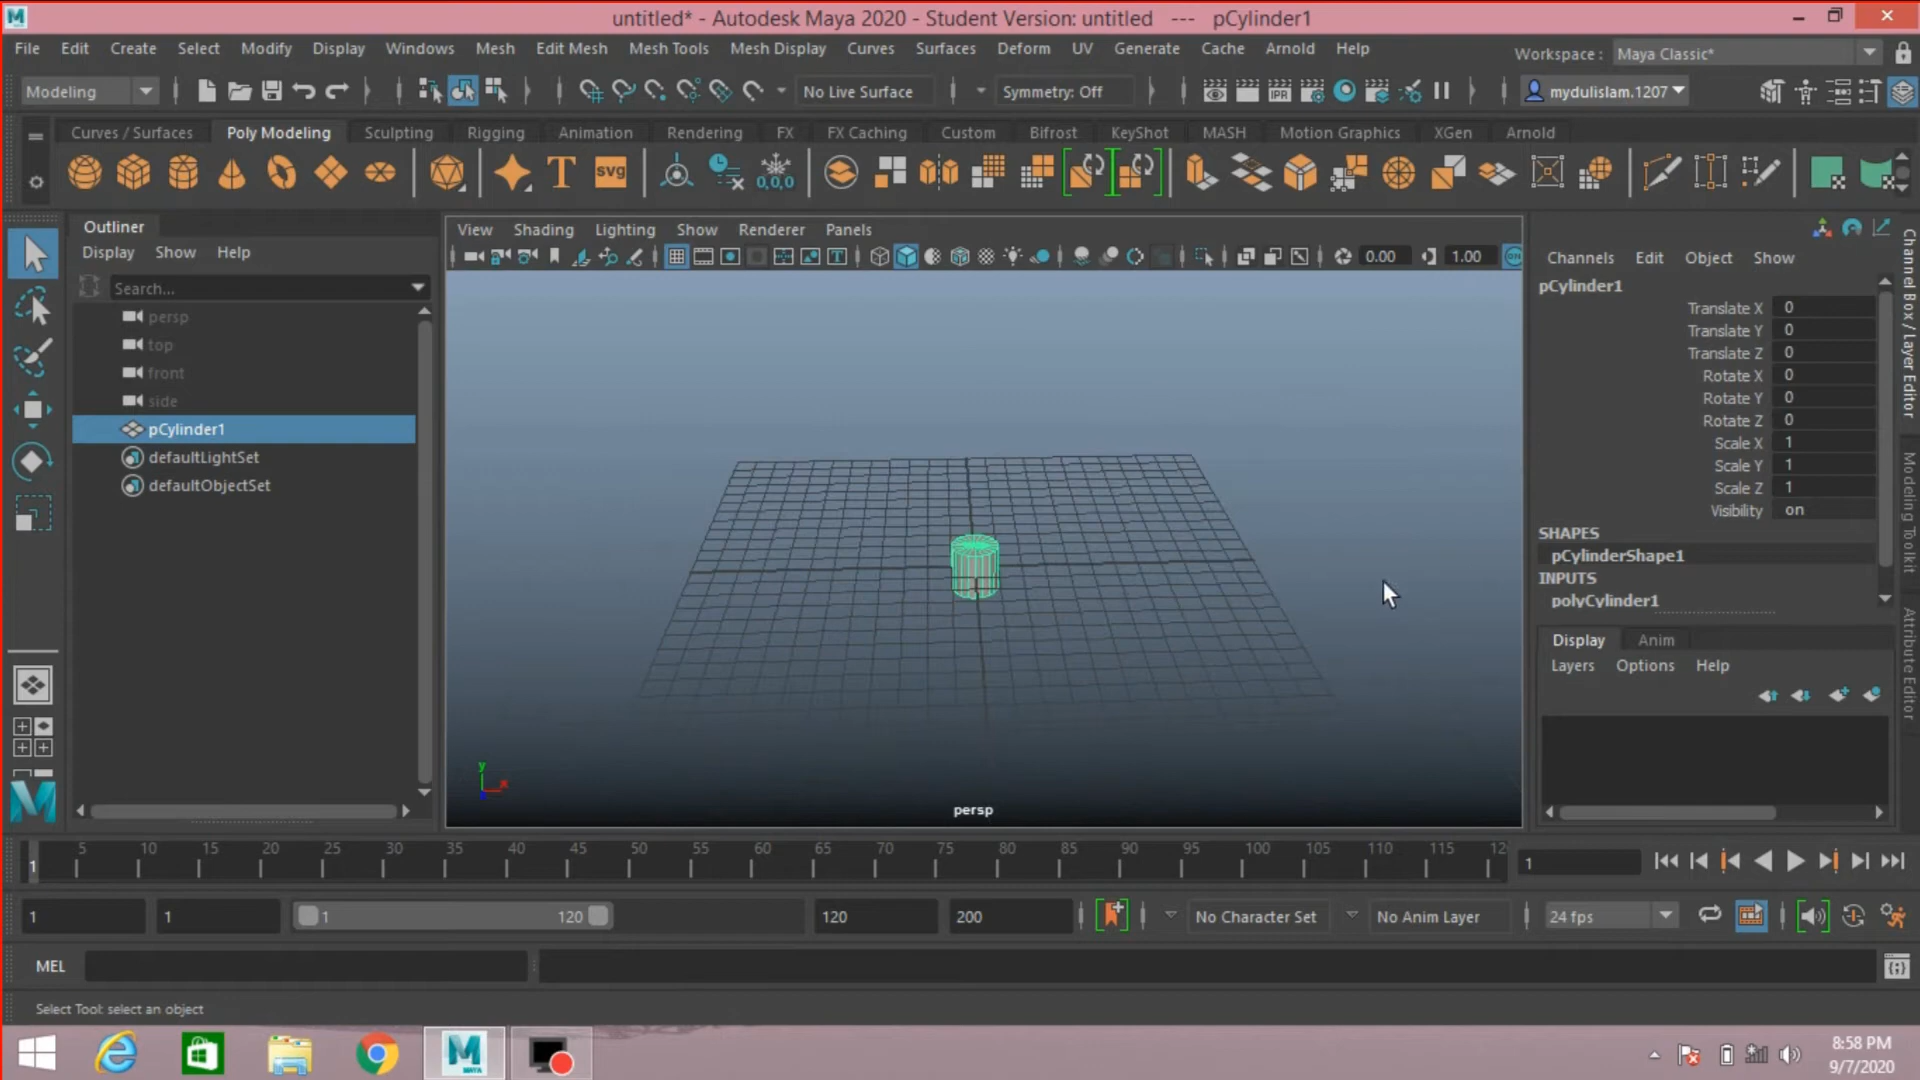 untitled* - Autodesk Maya 2020 - Student Version: untitled --- pCylinder1
File Edit Create Select Modify Display Windows Mesh Edit Mesh Mesh Tools Mesh Display Curves Surfaces Deform UV Generate Cache Arnold Help
Workspace : Maya Classic*
Modeling No Live Surface Symmetry: Off IPR mydulislam.1207
Curves / Surfaces Poly Modeling Sculpting Rigging Animation Rendering FX FX Caching Custom Bifrost KeyShot MASH Motion Graphics XGen Arnold
T SVG 0,0,0
Outliner
Display Show Help
Search...
persp
top
front
side
pCylinder1
defaultLightSet
defaultObjectSet
View Shading Lighting Show Renderer Panels
0.00 1.00 ON
y
x
persp
Channels Edit Object Show
pCylinder1
Translate X 0
Translate Y 0
Translate Z 0
Rotate X 0
Rotate Y 0
Rotate Z 0
Scale X 1
Scale Y 1
Scale Z 1
Visibility on
SHAPES
pCylinderShape1
INPUTS
polyCylinder1
Display Anim
Layers Options Help
Channel Box / Layer Editor
Modeling Toolkit
Attribute Editor
1 5 10 15 20 25 30 35 40 45 50 55 60 65 70 75 80 85 90 95 100 105 110 115 12 1
1 1 1 120 120 200 No Character Set No Anim Layer 24 fps
MEL
Select Tool: select an object
MAYA
8:58 PM
9/7/2020